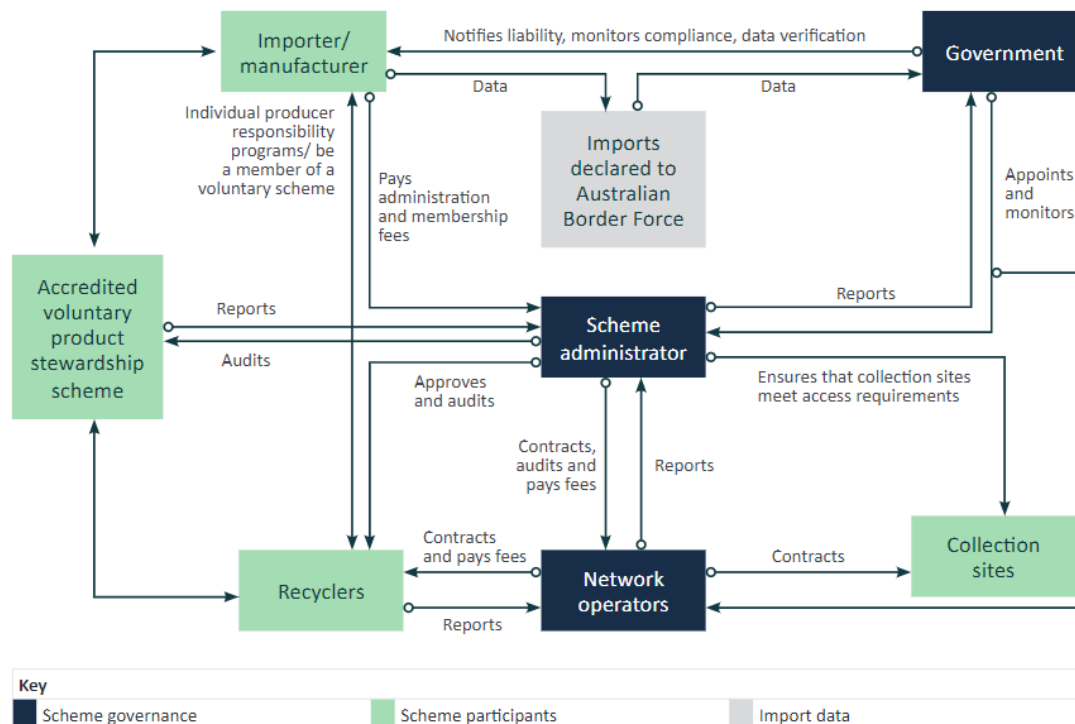 Importer/
manufacturer
Notifies liability, monitors compliance, data verification
Government
Data
Data
Individual producer
responsibility
programs/ be
a member of a
voluntary scheme
Imports
declared to
Australian
Border Force
Pays
administration
and membership
fees
Appoints
and
monitors
Accredited
voluntary
product
stewardship
scheme
Reports
Audits
Scheme
administrator
Reports
Approves
and audits
Ensures that collection sites
meet access requirements
Contracts,
audits and
pays fees
Reports
Contracts
and pays fees
Recyclers
Reports
Network
operators
Contracts
Collection
sites
Key
Scheme governance
Scheme participants
Import data